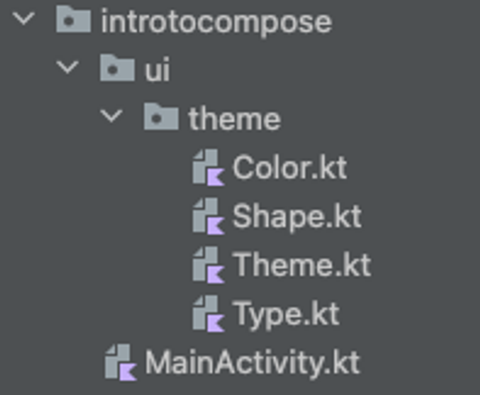 introtocompose
ui
theme
Color.kt
Shape.kt
Theme.kt
Type.kt
MainActivity.kt